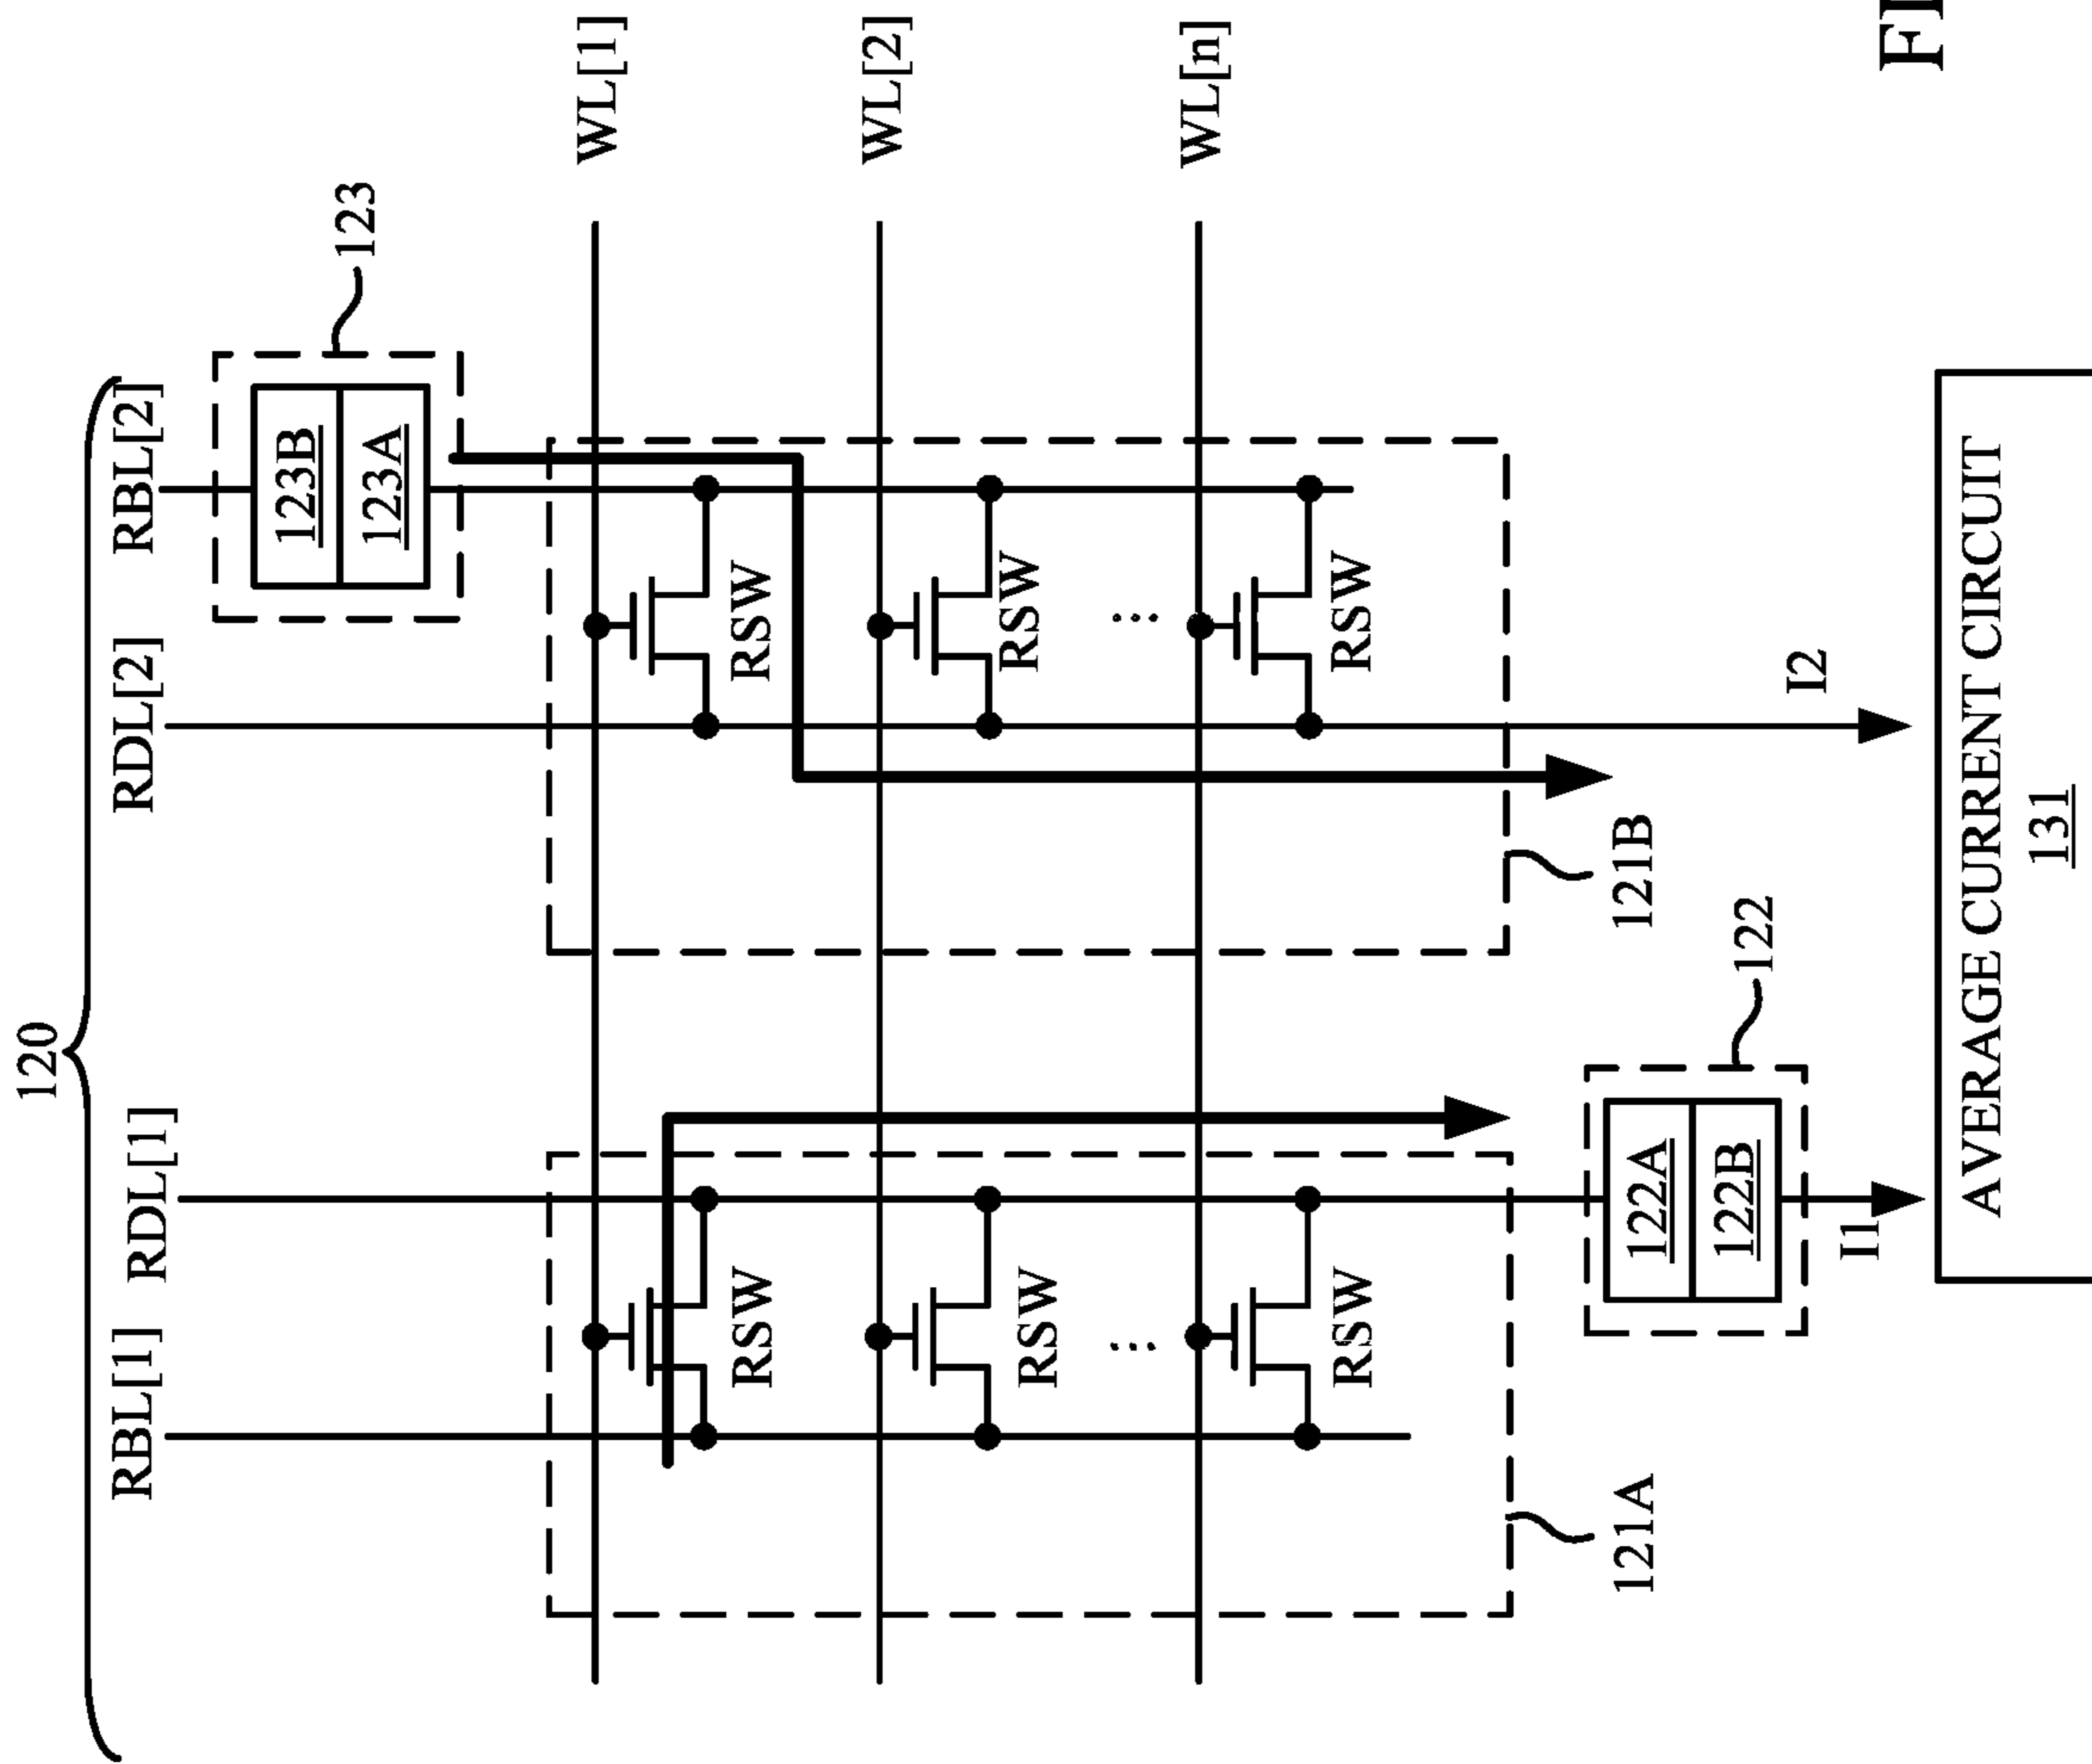 120
RBL[1]
RDL[1]
RDL[2]
RBL[2]
123B
123A
123
WL[1]
RSW
RSW
WL[2]
RSW
RSW
...
...
WL[n]
RSW
RSW
121A
121B
122A
122B
122
I1
I2
AVERAGE CURRENT CIRCUIT
131